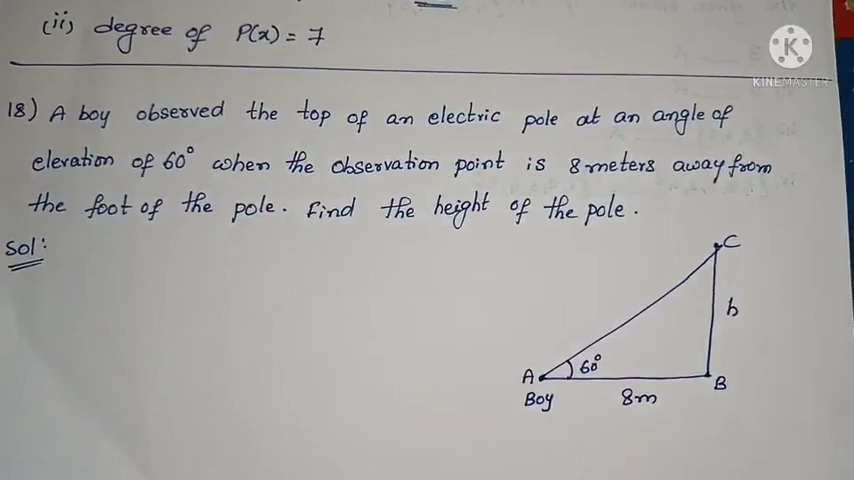 (ii) degree of P(x) = 7
K
KINEMASTER
18) A boy observed the top of an electric pole at an angle of
elevation of 60° when the observation point is 8 meters away from
the foot of the pole. Find the height of the pole.
Sol:
C
h
60°
A
B
Boy
8m